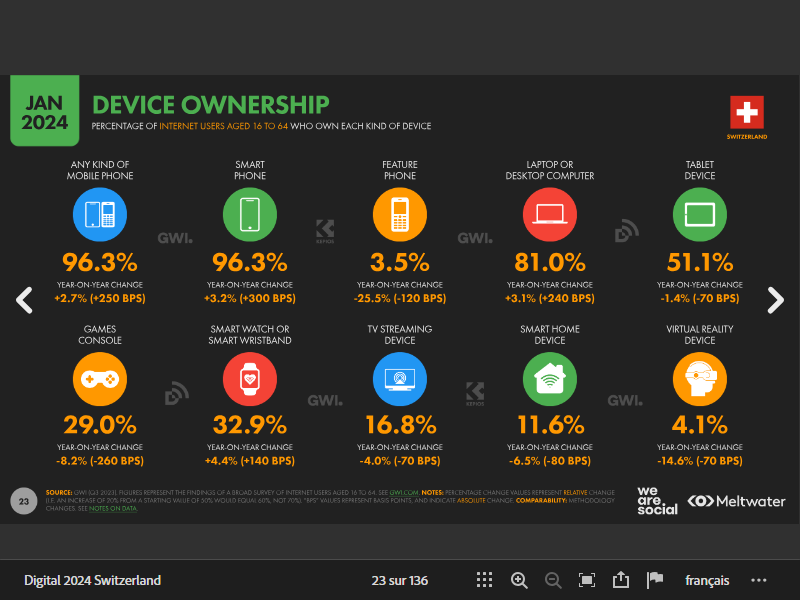 JAN
2024
DEVICE OWNERSHIP
PERCENTAGE OF INTERNET USERS AGED 16 TO 64 WHO OWN EACH KIND OF DEVICE
SWITZERLAND
ANY KIND OF
MOBILE PHONE
96.3%
YEAR-ON-YEAR CHANGE
+2.7% (+250 BPS)
SMART
PHONE
96.3%
YEAR-ON-YEAR CHANGE
+3.2% (+300 BPS)
FEATURE
PHONE
3.5%
YEAR-ON-YEAR CHANGE
-25.5% (-120 BPS)
LAPTOP OR
DESKTOP COMPUTER
81.0%
YEAR-ON-YEAR CHANGE
+3.1% (+240 BPS)
TABLET
DEVICE
51.1%
YEAR-ON-YEAR CHANGE
-1.4% (-70 BPS)
GWI.
KEPIOS
GWI.
GAMES
CONSOLE
29.0%
YEAR-ON-YEAR CHANGE
-8.2% (-260 BPS)
SMART WATCH OR
SMART WRISTBAND
32.9%
YEAR-ON-YEAR CHANGE
+4.4% (+140 BPS)
TV STREAMING
DEVICE
16.8%
YEAR-ON-YEAR CHANGE
-4.0% (-70 BPS)
SMART HOME
DEVICE
11.6%
YEAR-ON-YEAR CHANGE
-6.5% (-80 BPS)
VIRTUAL REALITY
DEVICE
4.1%
YEAR-ON-YEAR CHANGE
-14.6% (-70 BPS)
GWI.
KEPIOS
GWI.
23
SOURCE: GWI (Q3 2023). FIGURES REPRESENT THE FINDINGS OF A BROAD SURVEY OF INTERNET USERS AGED 16 TO 64. SEE GWI.COM. NOTES: PERCENTAGE CHANGE VALUES REPRESENT RELATIVE CHANGE
(I.E. AN INCREASE OF 20% FROM A STARTING VALUE OF 50% WOULD EQUAL 60%, NOT 70%). "BPS" VALUES REPRESENT BASIS POINTS, AND INDICATE ABSOLUTE CHANGE. COMPARABILITY: METHODOLOGY
CHANGES. SEE NOTES ON DATA.
we
are.
social
Meltwater
Digital 2024 Switzerland
23 sur 136
français